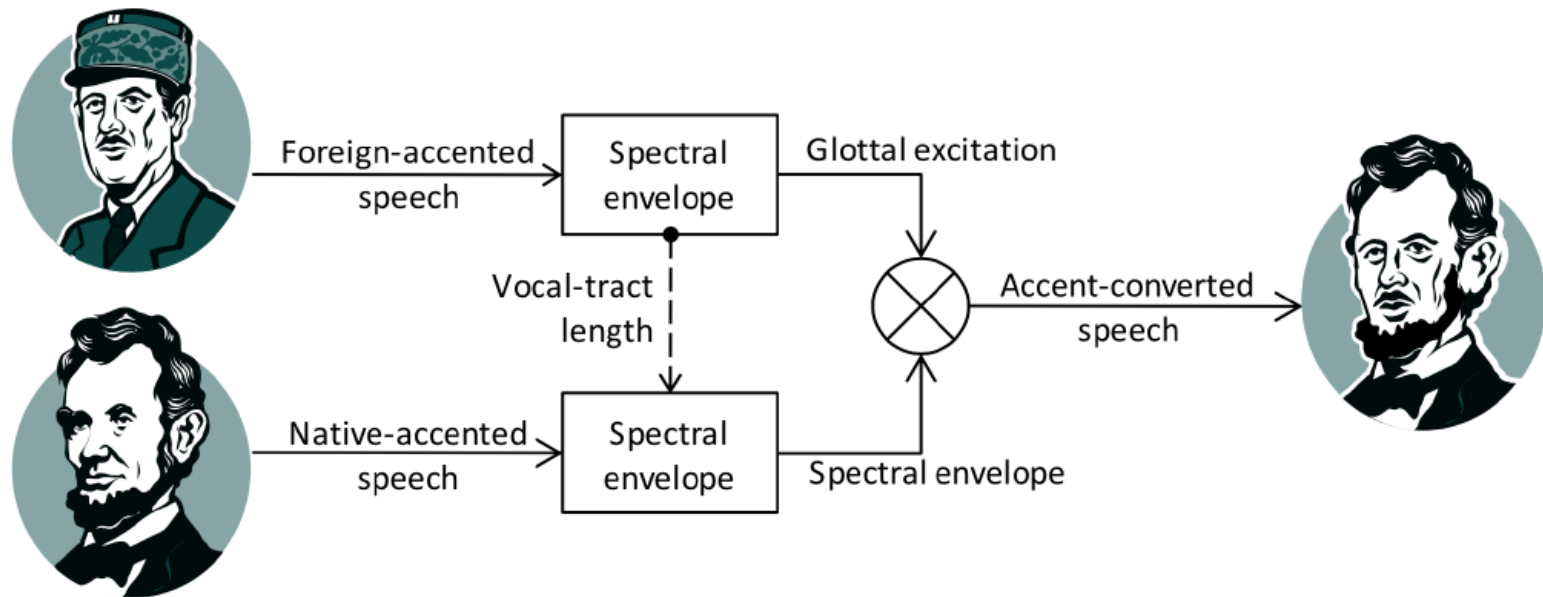 Foreign-accented
speech
Spectral
envelope
Glottal excitation
Vocal-tract
length
Accent-converted
speech
Native-accented
speech
Spectral
envelope
Spectral envelope